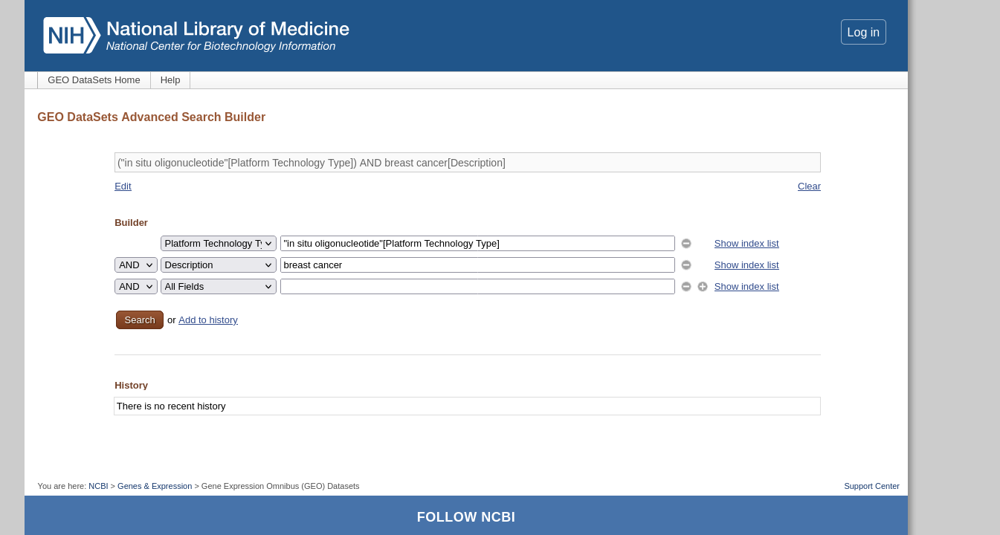 NIH National Library of Medicine
National Center for Biotechnology Information
Log in
GEO DataSets Home Help
GEO DataSets Advanced Search Builder
("in situ oligonucleotide"[Platform Technology Type]) AND breast cancer[Description]
Edit Clear
Builder
Platform Technology Ty "in situ oligonucleotide"[Platform Technology Type] Show index list
AND Description breast cancer Show index list
AND All Fields Show index list
Search or Add to history
History
There is no recent history
You are here: NCBI > Genes & Expression > Gene Expression Omnibus (GEO) Datasets Support Center
FOLLOW NCBI